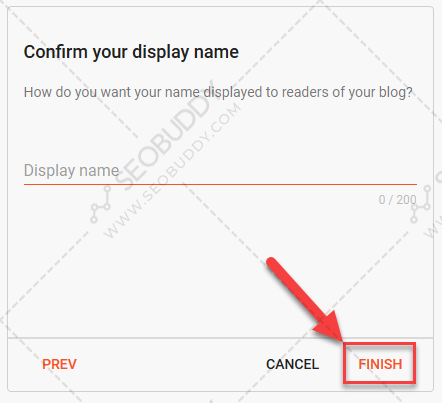 Confirm your display name
How do you want your name displayed to readers of your blog?
SEOBUDDY
WWW.SEOBUDDY.COM
Display name
0 / 200
PREV
CANCEL
FINISH